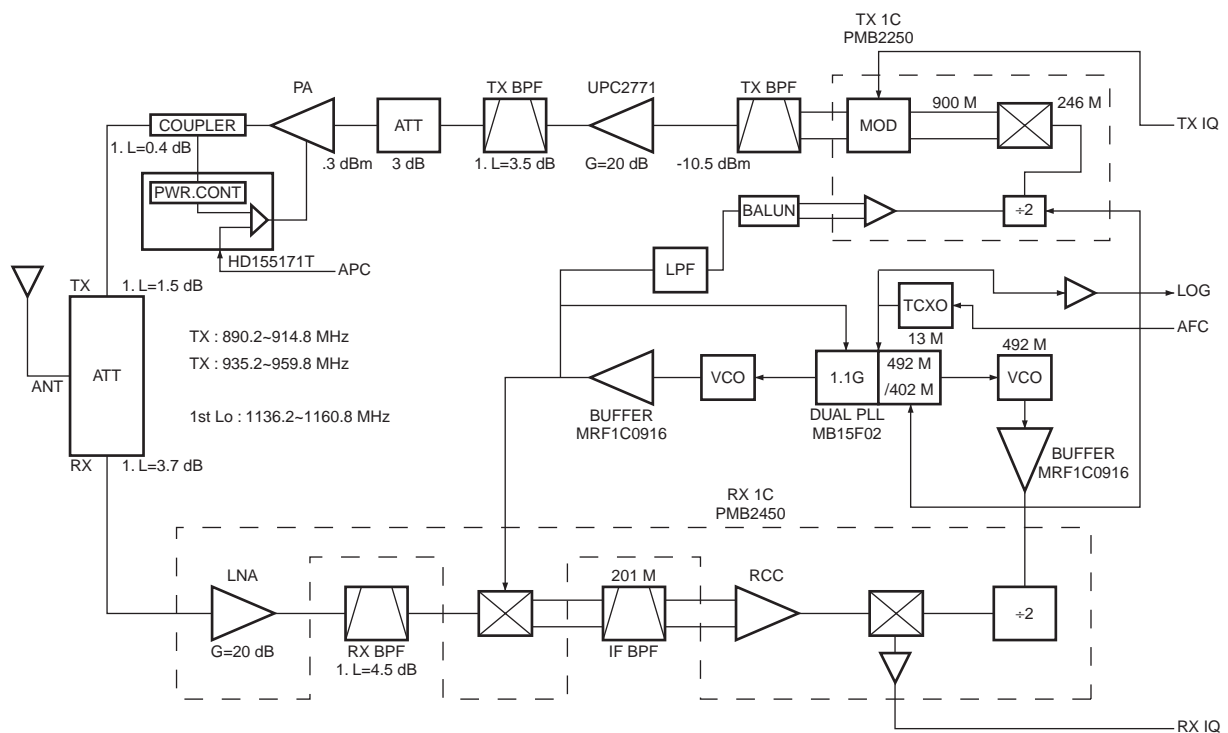 TX 1C
PMB2250
PA
TX BPF
UPC2771
TX BPF
900 M
246 M
COUPLER
ATT
MOD
TX IQ
1. L=0.4 dB
.3 dBm
3 dB
1. L=3.5 dB
G=20 dB
-10.5 dBm
PWR.CONT
BALUN
÷2
HD155171T
APC
LPF
TX
1. L=1.5 dB
TCXO
LOG
AFC
13 M
TX : 890.2~914.8 MHz
TX : 935.2~959.8 MHz
492 M
ANT
ATT
VCO
1.1G
492 M
/402 M
VCO
1st Lo : 1136.2~1160.8 MHz
BUFFER
MRF1C0916
DUAL PLL
MB15F02
BUFFER
MRF1C0916
RX
1. L=3.7 dB
RX 1C
PMB2450
LNA
201 M
RCC
÷2
G=20 dB
RX BPF
1. L=4.5 dB
IF BPF
RX IQ